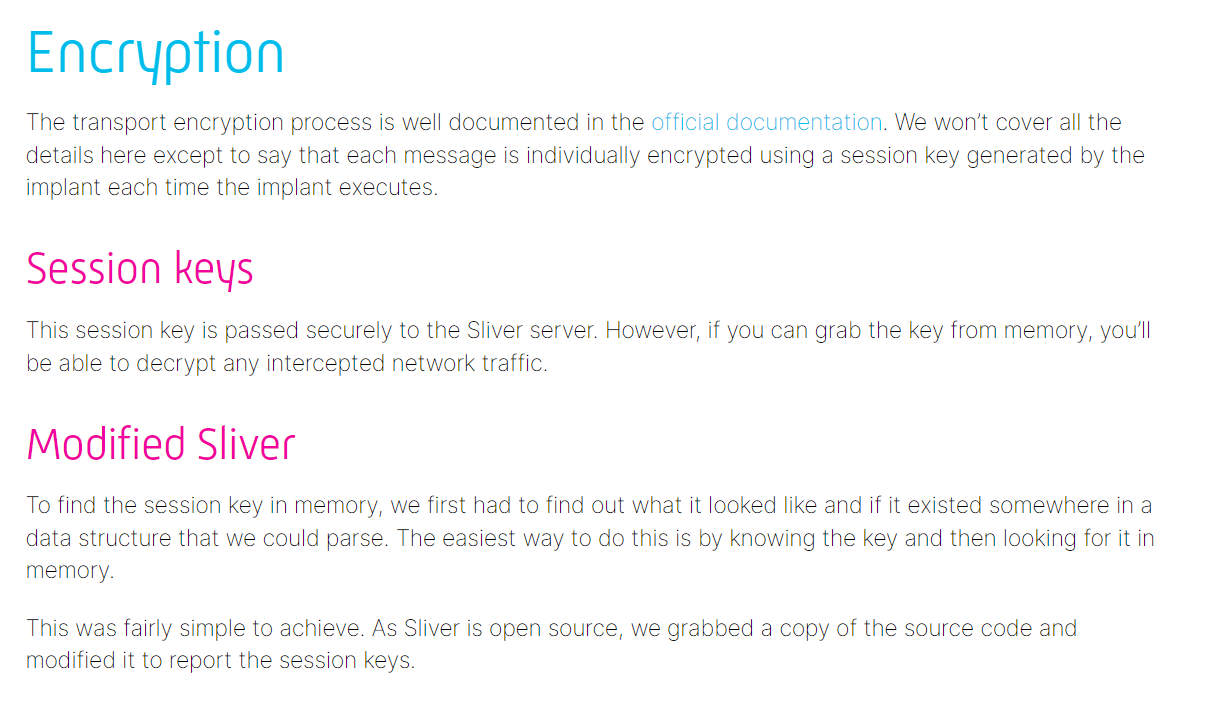 Encryption
The transport encryption process is well documented in the official documentation. We won’t cover all the
details here except to say that each message is individually encrypted using a session key generated by the
implant each time the implant executes.
Session keys
This session key is passed securely to the Sliver server. However, if you can grab the key from memory, you’ll
be able to decrypt any intercepted network traffic.
Modified Sliver
To find the session key in memory, we first had to find out what it looked like and if it existed somewhere in a
data structure that we could parse. The easiest way to do this is by knowing the key and then looking for it in
memory.
This was fairly simple to achieve. As Sliver is open source, we grabbed a copy of the source code and
modified it to report the session keys.